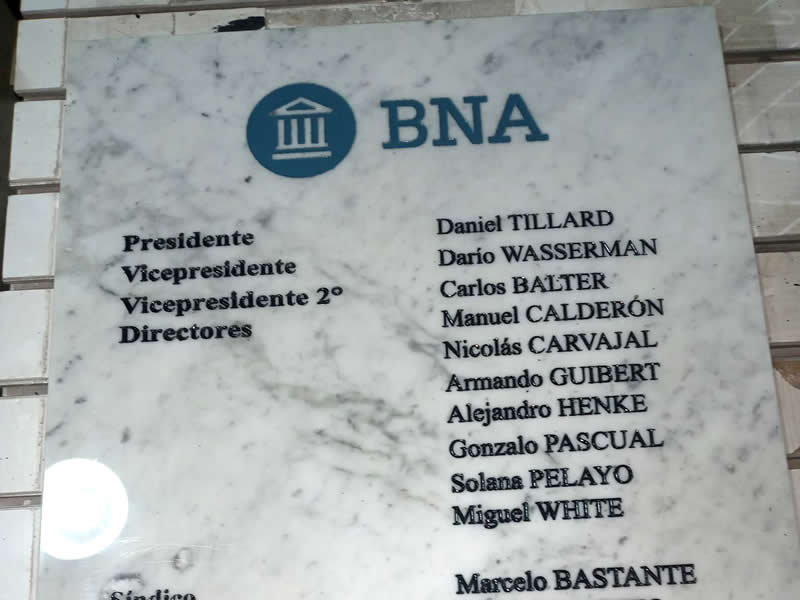 BNA
Presidente Daniel TILLARD
Vicepresidente Darío WASSERMAN
Vicepresidente 2° Carlos BALTER
Directores Manuel CALDERÓN
Nicolás CARVAJAL
Armando GUIBERT
Alejandro HENKE
Gonzalo PASCUAL
Solana PELAYO
Miguel WHITE
Síndico Marcelo BASTANTE